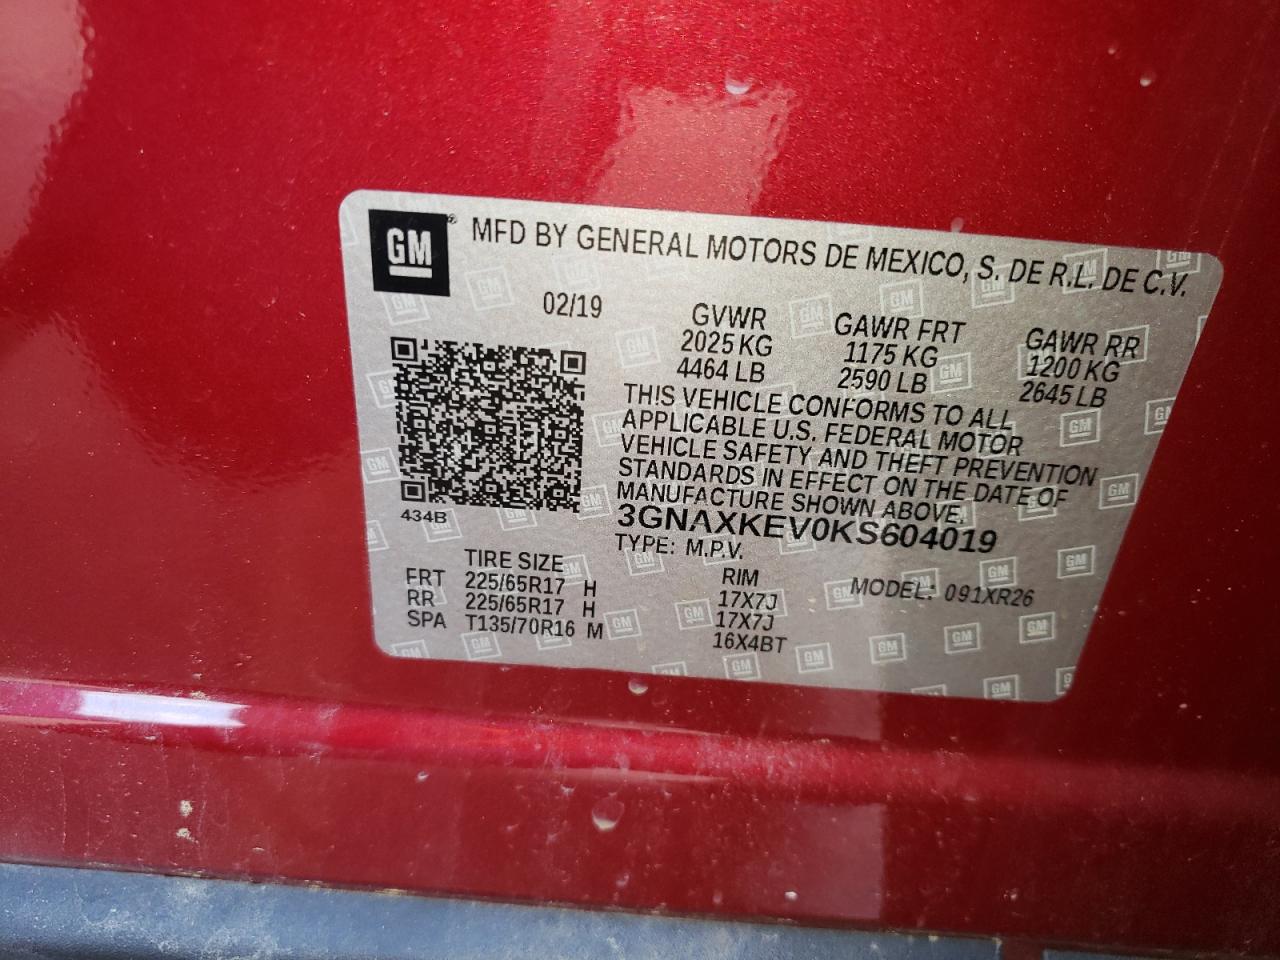 GM® MFD BY GENERAL MOTORS DE MEXICO, S. DE R.L. DE C.V.
02/19 GVWR GAWR FRT GAWR RR
2025 KG 1175 KG 1200 KG
4464 LB 2590 LB 2645 LB
THIS VEHICLE CONFORMS TO ALL
APPLICABLE U.S. FEDERAL MOTOR
VEHICLE SAFETY AND THEFT PREVENTION
STANDARDS IN EFFECT ON THE DATE OF
MANUFACTURE SHOWN ABOVE.
3GNAXKEV0KS604019
434B
TYPE: M.P.V. MODEL: 091XR26
TIRE SIZE RIM
FRT 225/65R17 H 17X7J
RR 225/65R17 H 17X7J
SPA T135/70R16 M 16X4BT